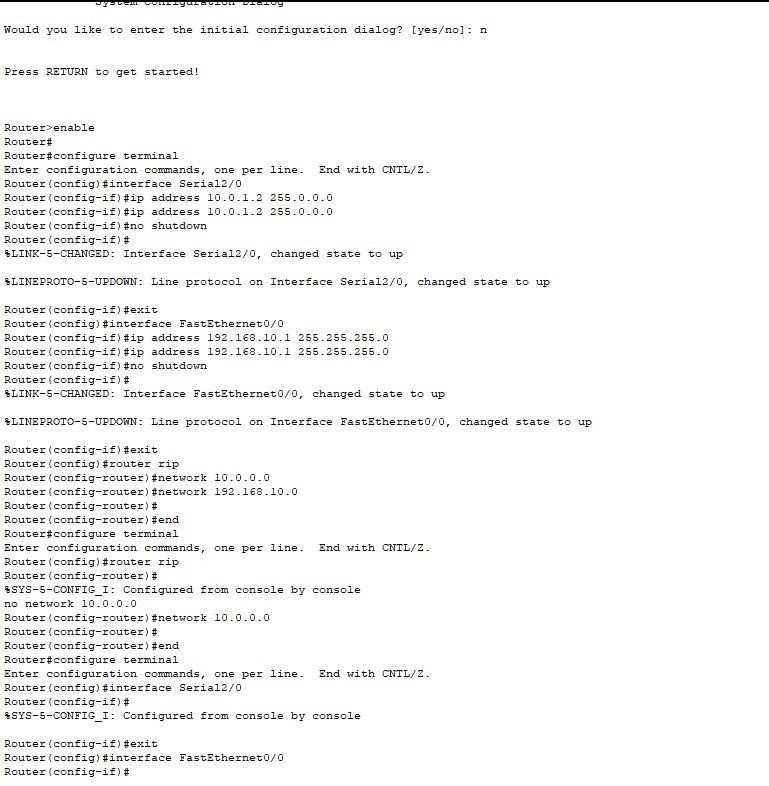 System Configuration Dialog
Would you like to enter the initial configuration dialog? [yes/no]: n
Press RETURN to get started!
Router>enable
Router#
Router#configure terminal
Enter configuration commands, one per line.  End with CNTL/Z.
Router(config)#interface Serial2/0
Router(config-if)#ip address 10.0.1.2 255.0.0.0
Router(config-if)#ip address 10.0.1.2 255.0.0.0
Router(config-if)#no shutdown
Router(config-if)#
%LINK-5-CHANGED: Interface Serial2/0, changed state to up
%LINEPROTO-5-UPDOWN: Line protocol on Interface Serial2/0, changed state to up
Router(config-if)#exit
Router(config)#interface FastEthernet0/0
Router(config-if)#ip address 192.168.10.1 255.255.255.0
Router(config-if)#ip address 192.168.10.1 255.255.255.0
Router(config-if)#no shutdown
Router(config-if)#
%LINK-5-CHANGED: Interface FastEthernet0/0, changed state to up
%LINEPROTO-5-UPDOWN: Line protocol on Interface FastEthernet0/0, changed state to up
Router(config-if)#exit
Router(config)#router rip
Router(config-router)#network 10.0.0.0
Router(config-router)#network 192.168.10.0
Router(config-router)#
Router(config-router)#end
Router#configure terminal
Enter configuration commands, one per line.  End with CNTL/Z.
Router(config)#router rip
Router(config-router)#
%SYS-5-CONFIG_I: Configured from console by console
no network 10.0.0.0
Router(config-router)#network 10.0.0.0
Router(config-router)#
Router(config-router)#end
Router#configure terminal
Enter configuration commands, one per line.  End with CNTL/Z.
Router(config)#interface Serial2/0
Router(config-if)#
%SYS-5-CONFIG_I: Configured from console by console
Router(config-if)#exit
Router(config)#interface FastEthernet0/0
Router(config-if)#